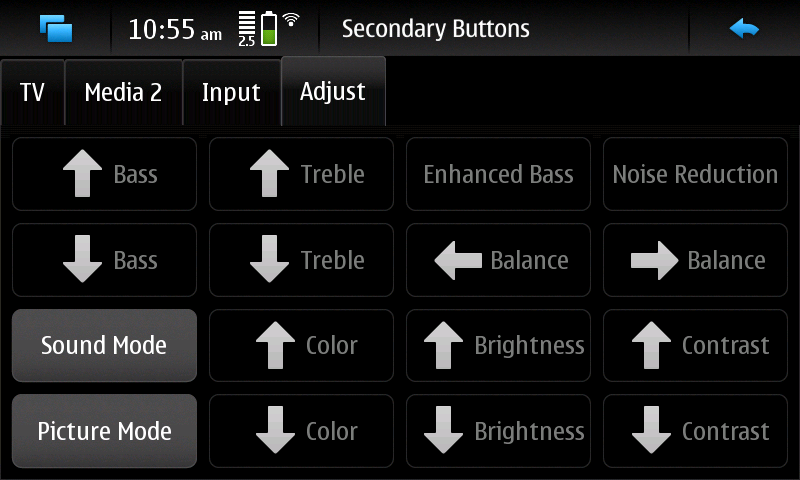 10:55 am
2.5
Secondary Buttons
TV
Media 2
Input
Adjust
Bass
Treble
Enhanced Bass
Noise Reduction
Bass
Treble
Balance
Balance
Sound Mode
Color
Brightness
Contrast
Picture Mode
Color
Brightness
Contrast